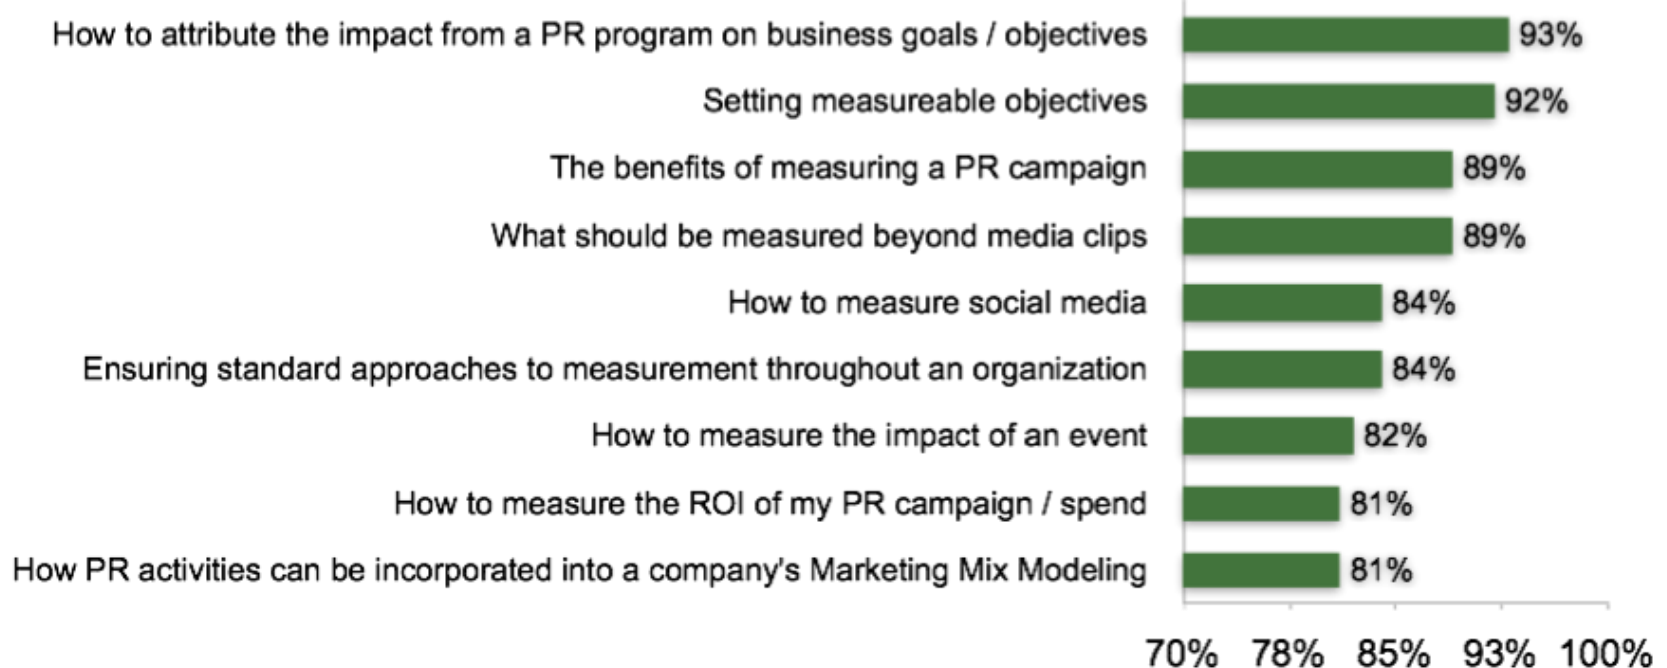 How to attribute the impact from a PR program on business goals / objectives 93%
Setting measureable objectives 92%
The benefits of measuring a PR campaign 89%
What should be measured beyond media clips 89%
How to measure social media 84%
Ensuring standard approaches to measurement throughout an organization 84%
How to measure the impact of an event 82%
How to measure the ROI of my PR campaign / spend 81%
How PR activities can be incorporated into a company's Marketing Mix Modeling 81%
70% 78% 85% 93% 100%